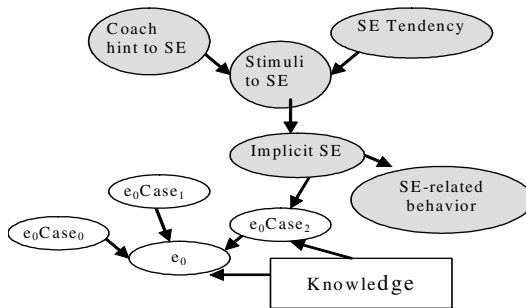 Coach
hint to SE
SE Tendency
Stimuli
to SE
Implicit SE
SE-related
behavior
e₀Case₁
e₀Case₀
e₀Case₂
e₀
Knowledge